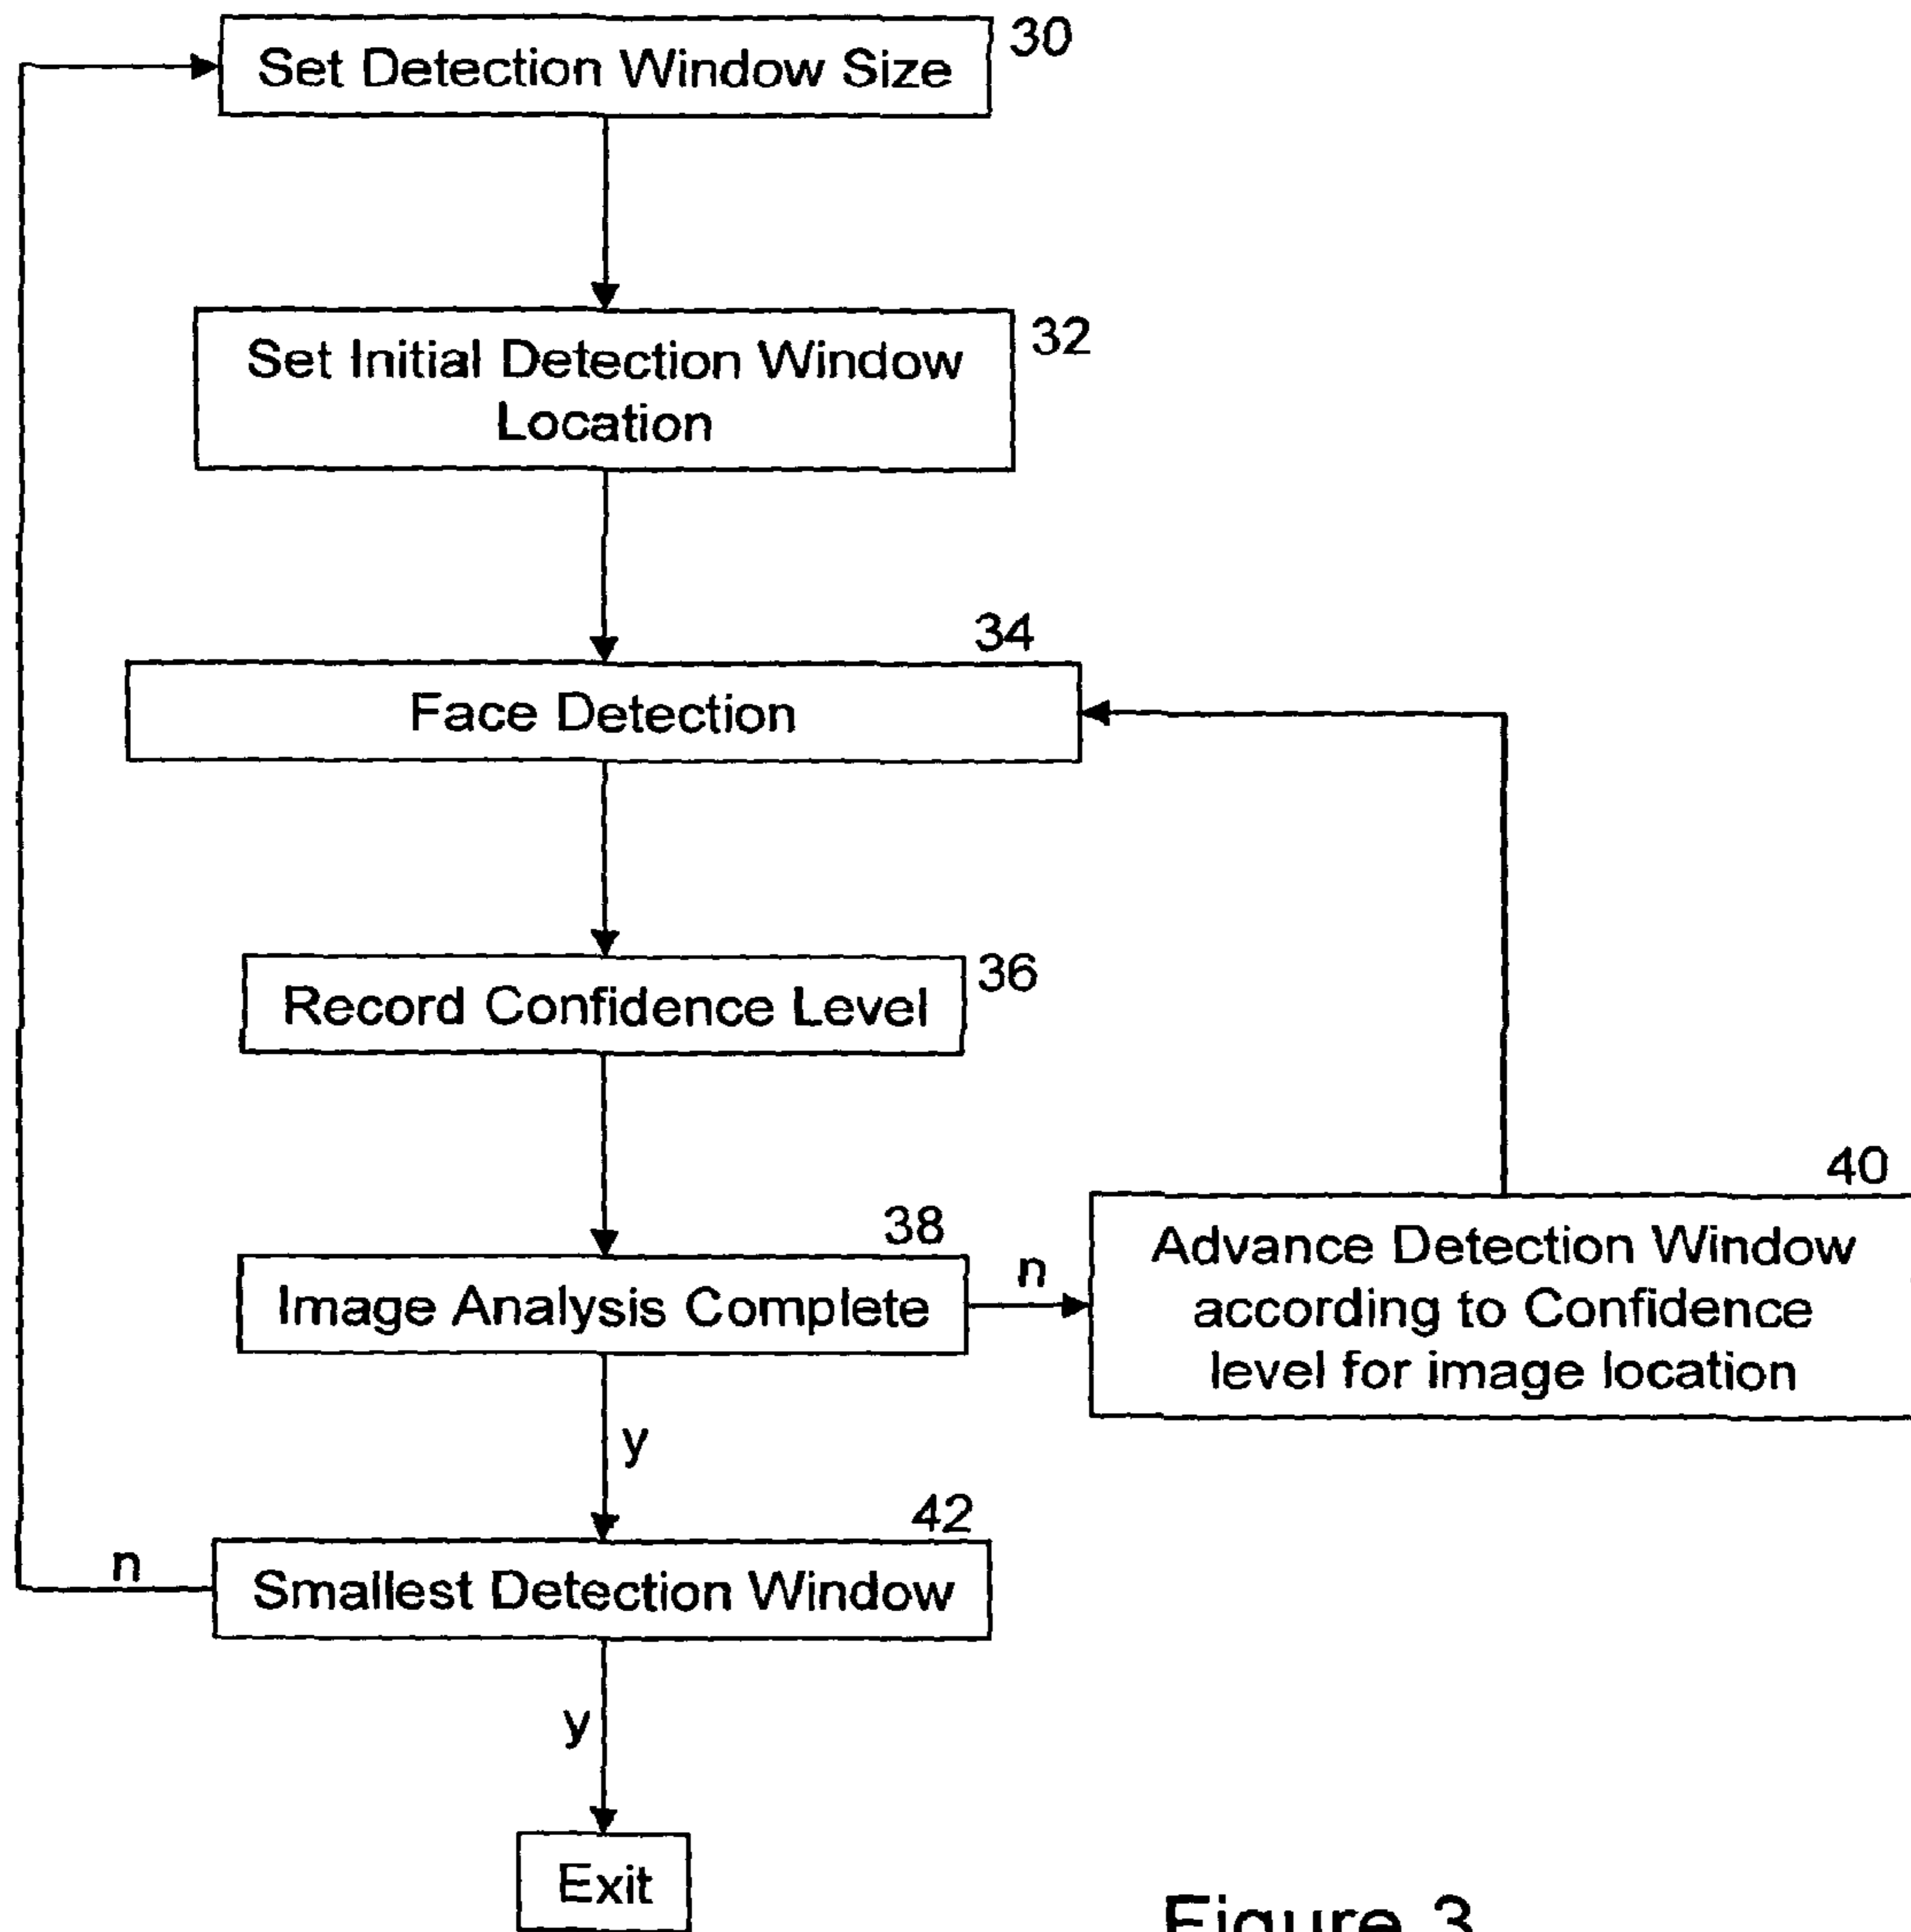 Set Detection Window Size
30
Set Initial Detection Window
Location
32
34
Face Detection
Record Confidence Level
36
38
Image Analysis Complete
n
40
Advance Detection Window
according to Confidence
level for image location
y
42
n
Smallest Detection Window
y
Exit
Figure 3